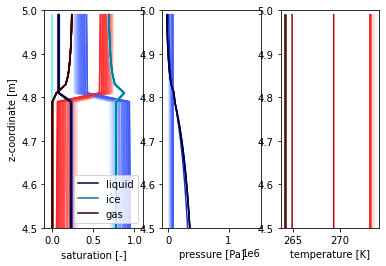 5.0
4.9
4.8
4.7
4.6
4.5
z-coordinate [m]
liquid
ice
gas
0.0 0.5 1.0
saturation [-]
5.0
4.9
4.8
4.7
4.6
4.5
0 1
1e6
pressure [Pa]
5.0
4.9
4.8
4.7
4.6
4.5
265 270
temperature [K]